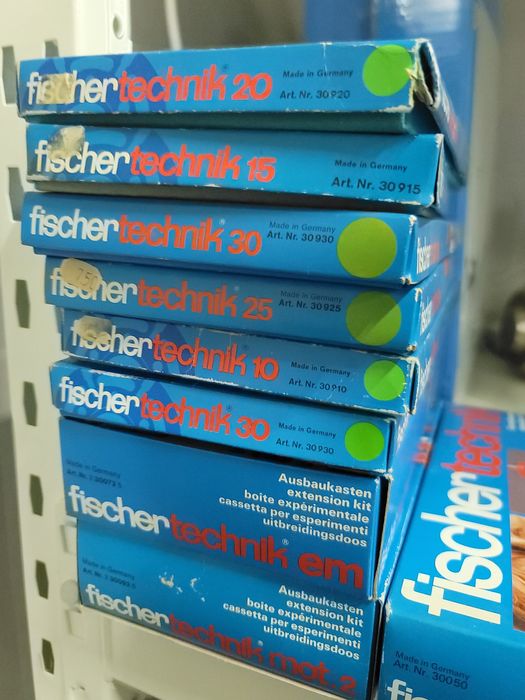 fischertechnik® 20
Made in Germany
Art. Nr. 30920
fischertechnik® 15
Made in Germany
Art. Nr. 30915
fischertechnik® 30
Made in Germany
Art. Nr. 30930
fischertechnik® 25
Made in Germany
Art. Nr. 30925
750
fischertechnik® 10
Made in Germany
Art. Nr. 30910
fischertechnik® 30
Made in Germany
Art. Nr. 30930
Made in Germany
Ausbaukasten
extension kit
boite expérimentale
cassetta per esperimenti
uitbreidingsdoos
fischertechnik® em
Made in Germany
Ausbaukasten
extension kit
boite expérimentale
cassetta per esperimenti
uitbreidingsdoos
fischertechnik® mot. 2
fischertechnik
Made in Germany
Art. Nr. 30050